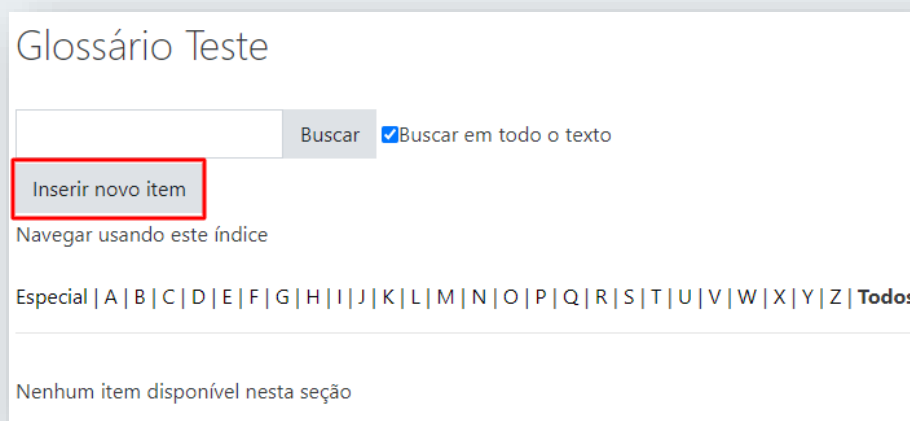 Glossário Teste
Buscar Buscar em todo o texto
Inserir novo item
Navegar usando este índice
Especial | A | B | C | D | E | F | G | H | I | J | K | L | M | N | O | P | Q | R | S | T | U | V | W | X | Y | Z | Todos
Nenhum item disponível nesta seção